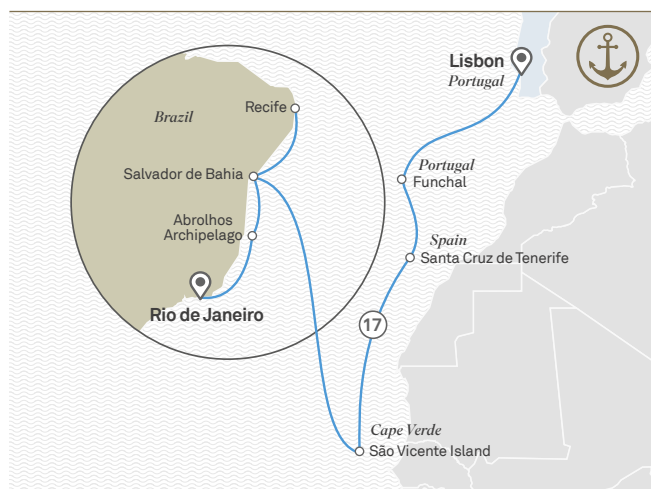 Lisbon
Portugal
Brazil
Recife
Salvador de Bahia
Abrolhos
Archipelago
Rio de Janeiro
Portugal
Funchal
Spain
Santa Cruz de Tenerife
17
Cape Verde
São Vicente Island